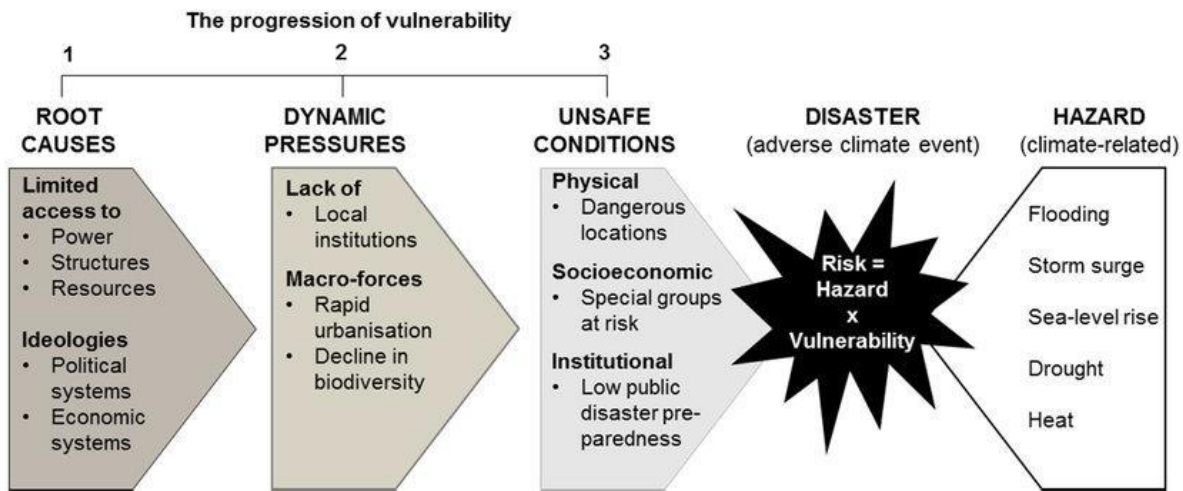 The progression of vulnerability
1
2
3
ROOT
CAUSES
Limited
access to
• Power
• Structures
• Resources
Ideologies
• Political
systems
• Economic
systems
DYNAMIC
PRESSURES
Lack of
• Local
institutions
Macro-forces
• Rapid
urbanisation
• Decline in
biodiversity
UNSAFE
CONDITIONS
Physical
• Dangerous
locations
Socioeconomic
• Special groups
at risk
Institutional
• Low public
disaster pre-
paredness
DISASTER
(adverse climate event)
Risk =
Hazard
x
Vulnerability
HAZARD
(climate-related)
Flooding
Storm surge
Sea-level rise
Drought
Heat